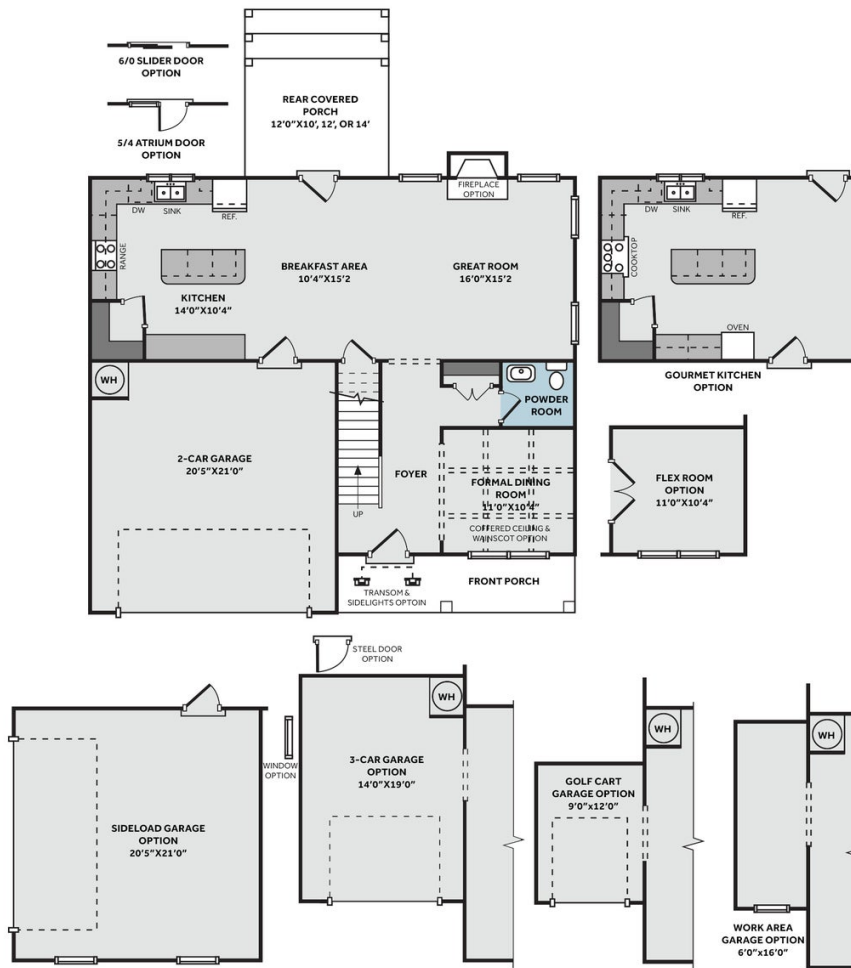 6/0 SLIDER DOOR
OPTION
5/4 ATRIUM DOOR
OPTION
REAR COVERED
PORCH
12'0"X10', 12', OR 14'
FIREPLACE
OPTION
DW
SINK
REF.
RANGE
KITCHEN
14'0"X10'4"
BREAKFAST AREA
10'4"X15'2
GREAT ROOM
16'0"X15'2
DW
SINK
REF.
COOKTOP
OVEN
GOURMET KITCHEN
OPTION
WH
2-CAR GARAGE
20'5"X21'0"
UP
FOYER
POWDER
ROOM
FORMAL DINING
ROOM
11'0"X10'4"
COFFERED CEILING &
WAINSCOT OPTION
FLEX ROOM
OPTION
11'0"X10'4"
TRANSOM &
SIDELIGHTS OPTOIN
FRONT PORCH
STEEL DOOR
OPTION
SIDELOAD GARAGE
OPTION
20'5"X21'0"
WINDOW
OPTION
WH
3-CAR GARAGE
OPTION
14'0"X19'0"
WH
GOLF CART
GARAGE OPTION
9'0"x12'0"
WH
WORK AREA
GARAGE OPTION
6'0"x16'0"